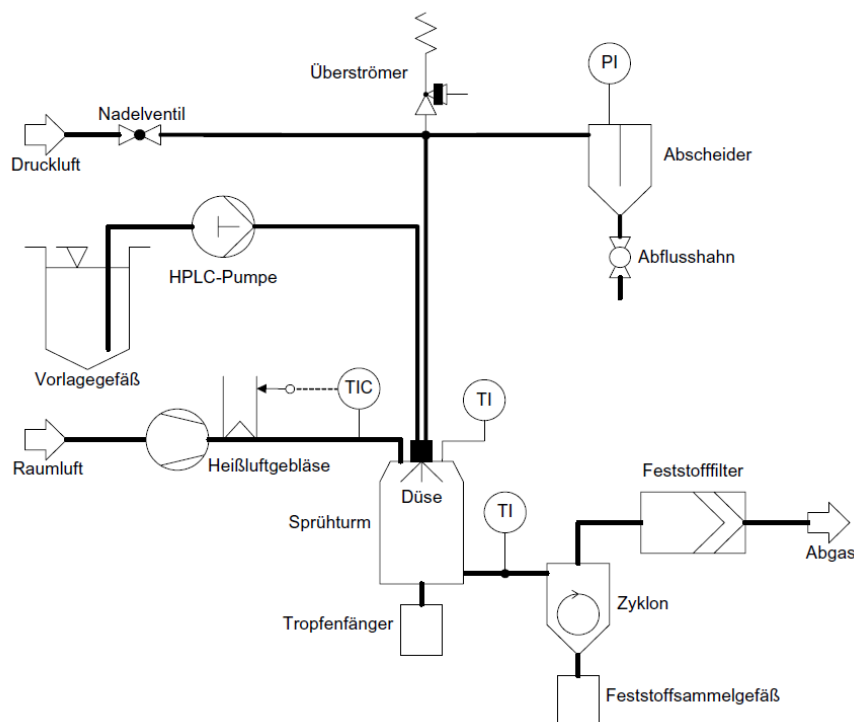 Überströmer
PI
Nadelventil
Druckluft
Abscheider
HPLC-Pumpe
Abflusshahn
Vorlagegefäß
TIC
TI
Raumluft
Heißluftgebläse
Düse
Feststofffilter
Sprühturm
TI
Abgas
Zyklon
Tropfenfänger
Feststoffsammelgefäß